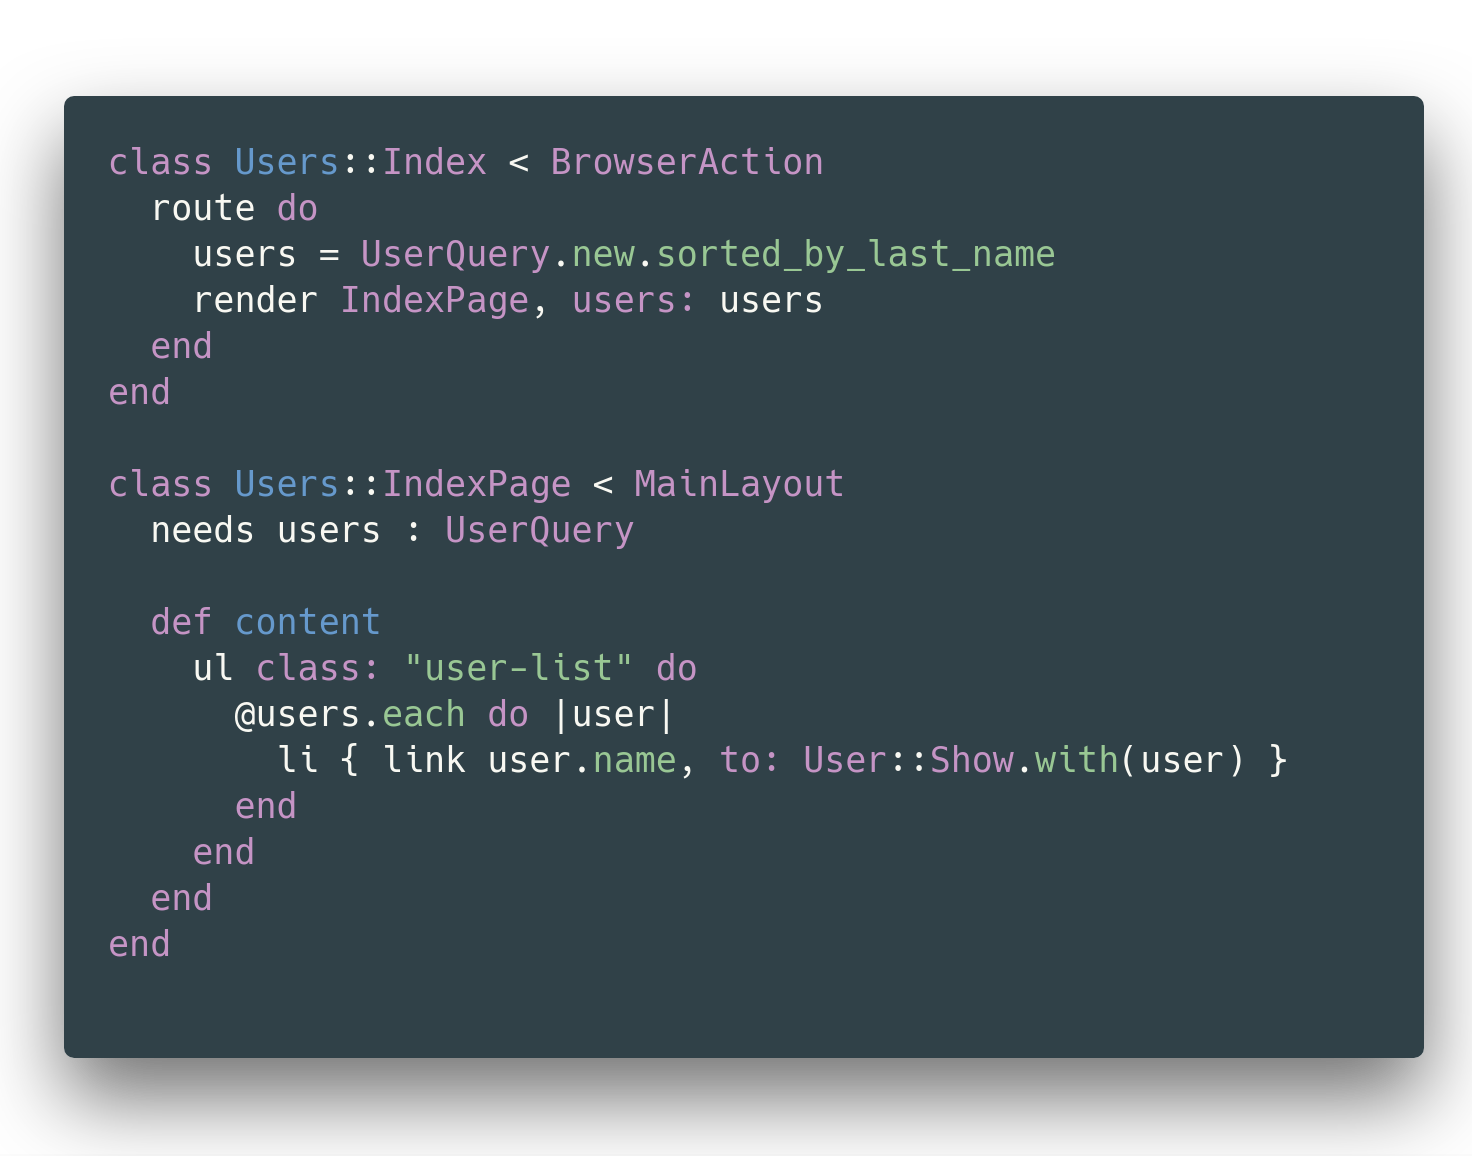 class Users::Index < BrowserAction
  route do
    users = UserQuery.new.sorted_by_last_name
    render IndexPage, users: users
  end
end

class Users::IndexPage < MainLayout
  needs users : UserQuery

  def content
    ul class: "user-list" do
      @users.each do |user|
        li { link user.name, to: User::Show.with(user) }
      end
    end
  end
end